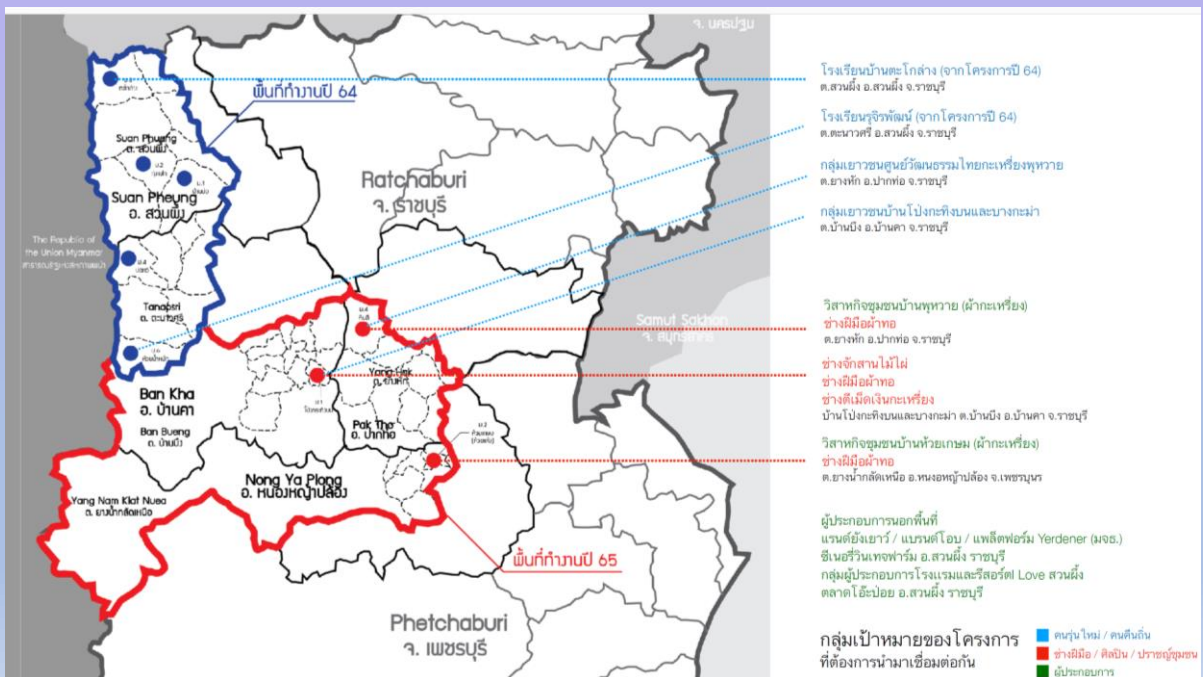 จ. นครปฐม
พื้นที่ทำงานปี 64
Suan Phueng
ต. สวนผึ้ง
Suan Pheung
อ. สวนผึ้ง
Ratchaburi
จ. ราชบุรี
The Republic of
the Union Myanmar
สาธารณรัฐแห่งสหภาพพม่า
Tanaosri
ต. ตะนาวศรี
Samut Sakhon
จ. สมุทรสาคร
Ban Kha
อ. บ้านคา
Ban Bueng
ต. บ้านบึง
Yang Hak
ต. ยางหัก
Pak Tho
อ. ปากท่อ
Nong Ya Plong
อ. หนองหญ้าปล้อง
Yang Nam Klat Nuea
ต. ยางน้ำกลัดเหนือ
พื้นที่ทำงานปี 65
Phetchaburi
จ. เพชรบุรี
โรงเรียนบ้านตะโกล่าง (จากโครงการปี 64)
ต.สวนผึ้ง อ.สวนผึ้ง จ.ราชบุรี
โรงเรียนรุจิรพัฒน์ (จากโครงการปี 64)
ต.ตะนาวศรี อ.สวนผึ้ง จ.ราชบุรี
กลุ่มเยาวชนศูนย์วัฒนธรรมไทยกะเหรี่ยงพุหวาย
ต.ยางหัก อ.ปากท่อ จ.ราชบุรี
กลุ่มเยาวชนบ้านโป่งกะทิงบนและบางกะม่า
ต.บ้านบึง อ.บ้านคา จ.ราชบุรี
วิสาหกิจชุมชนบ้านพุหวาย (ผ้ากะเหรี่ยง)
ช่างฝีมือผ้าทอ
ต.ยางหัก อ.ปากท่อ จ.ราชบุรี
ช่างจักสานไม้ไผ่
ช่างฝีมือผ้าทอ
ช่างตีเม็ดเงินกะเหรี่ยง
บ้านโป่งกะทิงบนและบางกะม่า ต.บ้านบึง อ.บ้านคา จ.ราชบุรี
วิสาหกิจชุมชนบ้านห้วยเกษม (ผ้ากะเหรี่ยง)
ช่างฝีมือผ้าทอ
ต.ยางน้ำกลัดเหนือ อ.หนงอหญ้าปล้อง จ.เพชรบุนร
ผู้ประกอบการนอกพื้นที่
แรนด์ยังเยาว์ / แบรนด์โอบ / แพล็ตฟอร์ม Yerdener (มจธ.)
ซีเนอรี่วินเทจฟาร์ม อ.สวนผึ้ง ราชบุรี
กลุ่มผู้ประกอบการโรงแรมและรีสอร์ตI Love สวนผึ้ง
ตลาดโอ๊ะป่อย อ.สวนผึ้ง ราชบุรี
กลุ่มเป้าหมายของโครงการ
ที่ต้องการนำมาเชื่อมต่อกัน
คนรุ่นใหม่ / คนคืนถิ่น
ช่างฝีมือ / ศิลปิน / ปราชญ์ชุมชน
ผู้ประกอบการ